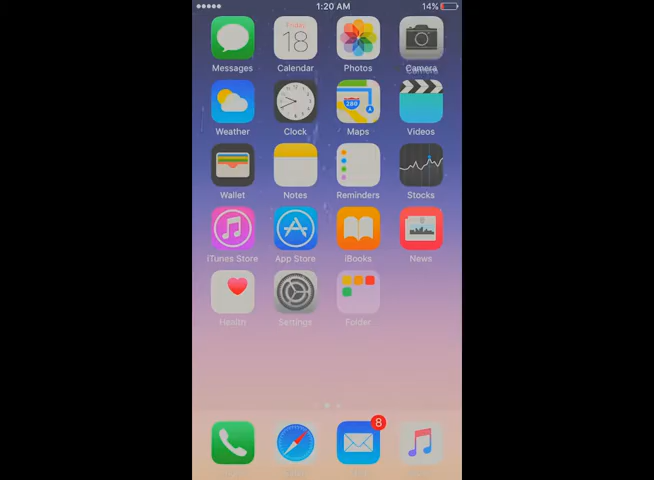 1:20 AM 14%
Friday
18
Messages Calendar Photos Camera
280
Weather Clock Maps Videos
Wallet Notes Reminders Stocks
iTunes Store App Store iBooks News
Health Settings Folder
8